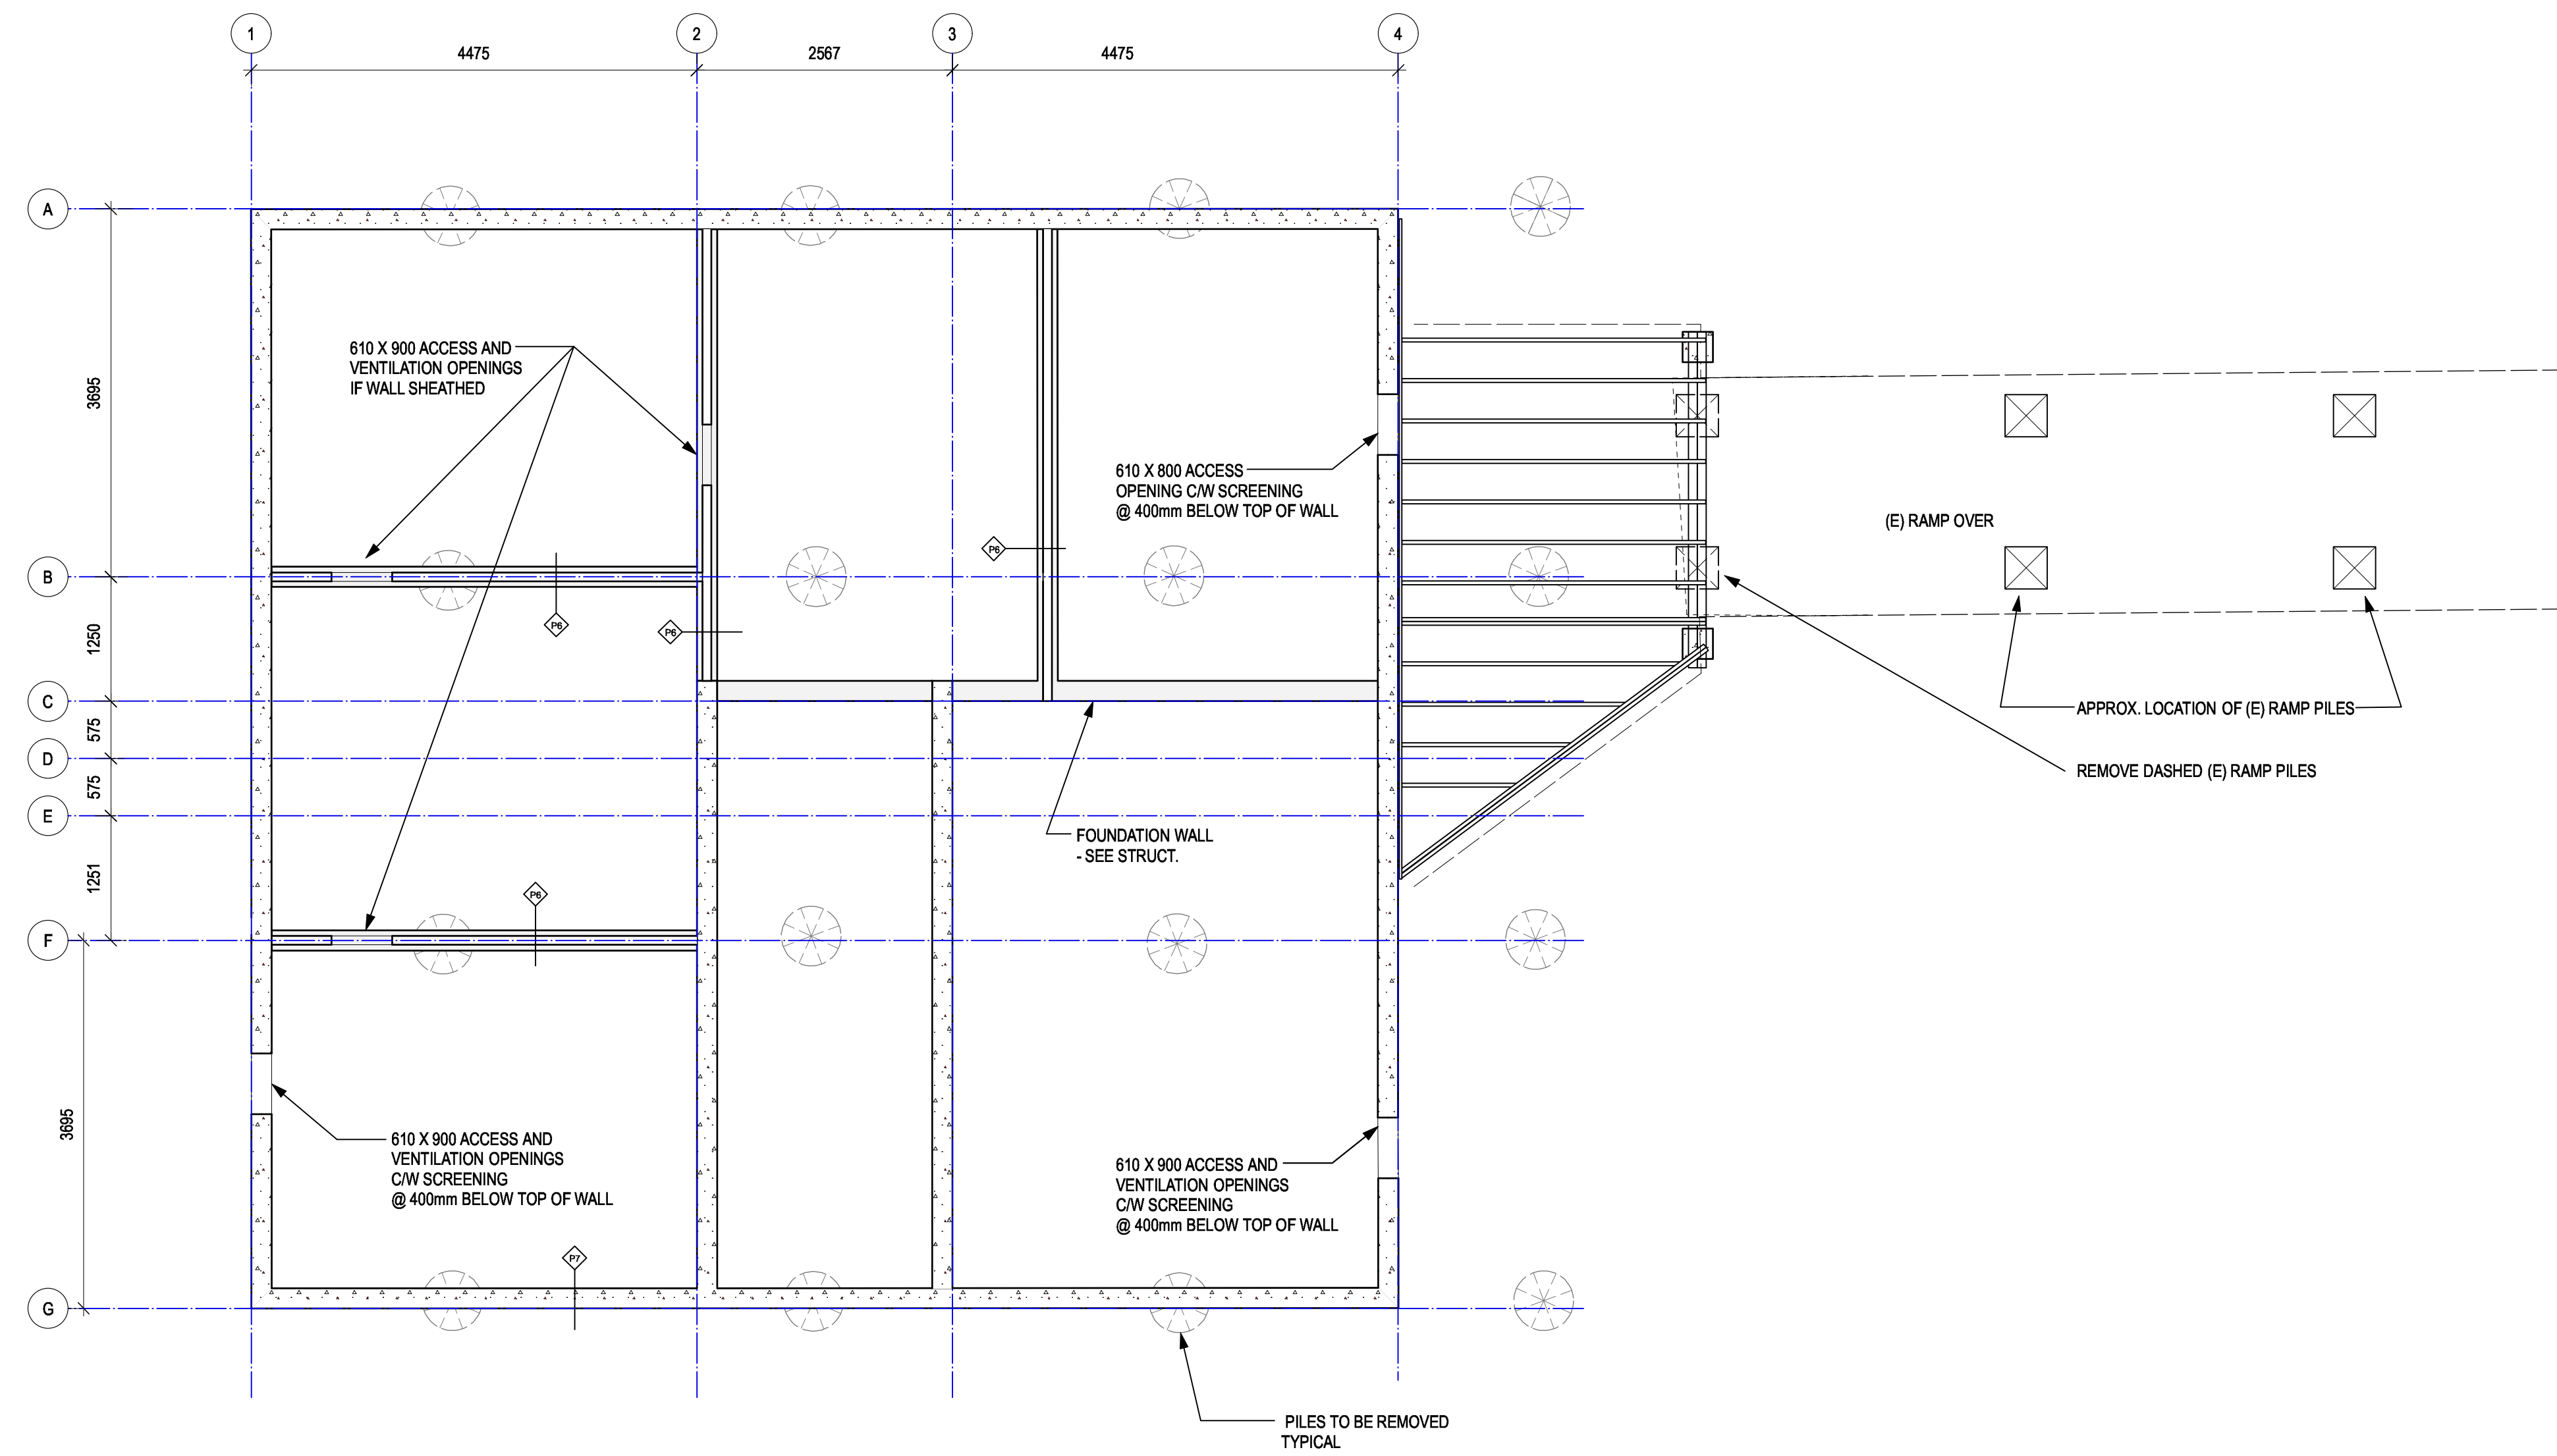 1
2
3
4
4475
2567
4475
A
3695
610 X 900 ACCESS AND
VENTILATION OPENINGS
IF WALL SHEATHED
610 X 800 ACCESS
OPENING C/W SCREENING
@ 400mm BELOW TOP OF WALL
(E) RAMP OVER
P6
B
P6
P6
1250
C
APPROX. LOCATION OF (E) RAMP PILES
575
D
REMOVE DASHED (E) RAMP PILES
575
E
FOUNDATION WALL
- SEE STRUCT.
1251
P6
F
3695
610 X 900 ACCESS AND
VENTILATION OPENINGS
C/W SCREENING
@ 400mm BELOW TOP OF WALL
610 X 900 ACCESS AND
VENTILATION OPENINGS
C/W SCREENING
@ 400mm BELOW TOP OF WALL
P7
G
PILES TO BE REMOVED
TYPICAL